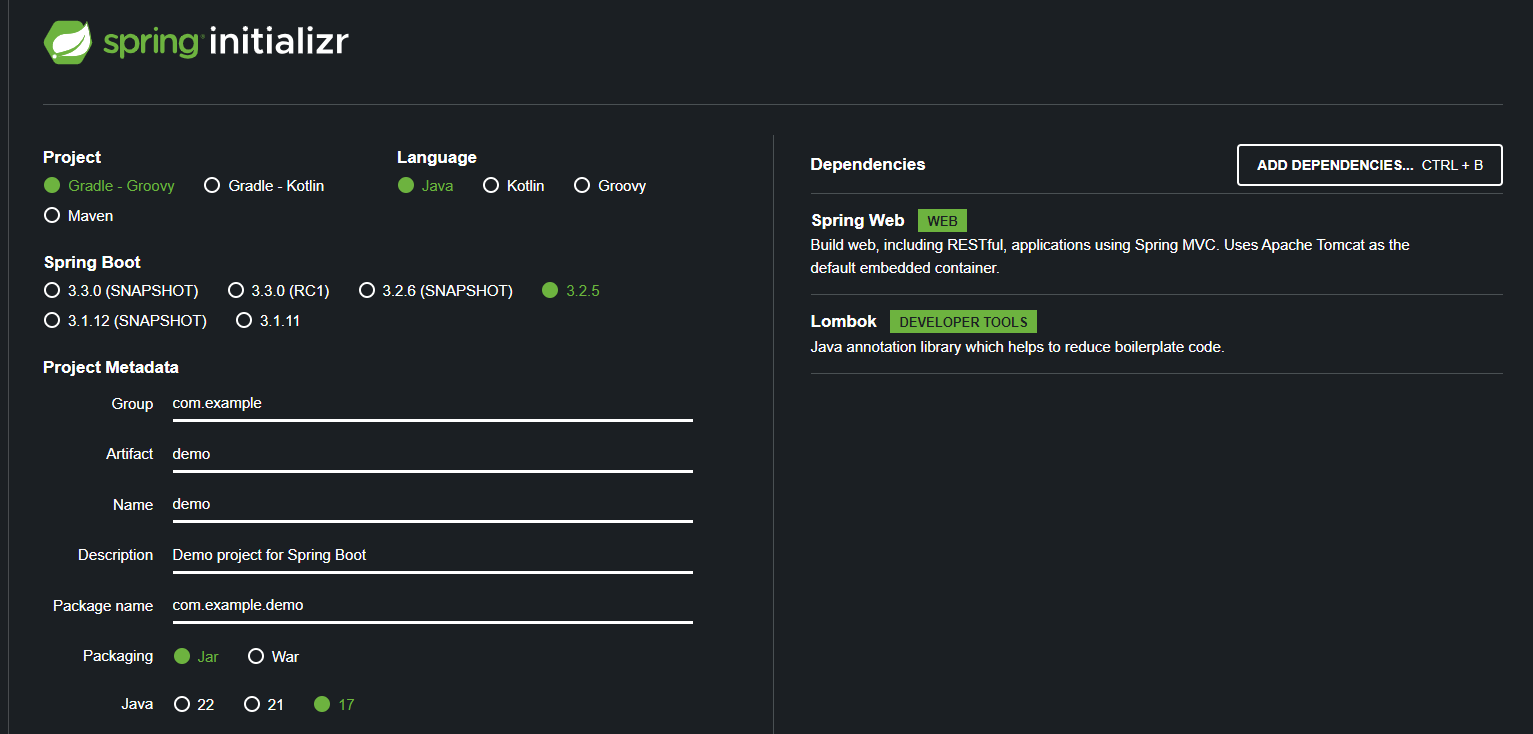 spring initializr
Project
Gradle - Groovy Gradle - Kotlin
Maven
Language
Java Kotlin Groovy
Spring Boot
3.3.0 (SNAPSHOT) 3.3.0 (RC1) 3.2.6 (SNAPSHOT) 3.2.5
3.1.12 (SNAPSHOT) 3.1.11
Project Metadata
Group com.example
Artifact demo
Name demo
Description Demo project for Spring Boot
Package name com.example.demo
Packaging Jar War
Java 22 21 17
Dependencies ADD DEPENDENCIES... CTRL + B
Spring Web WEB
Build web, including RESTful, applications using Spring MVC. Uses Apache Tomcat as the
default embedded container.
Lombok DEVELOPER TOOLS
Java annotation library which helps to reduce boilerplate code.